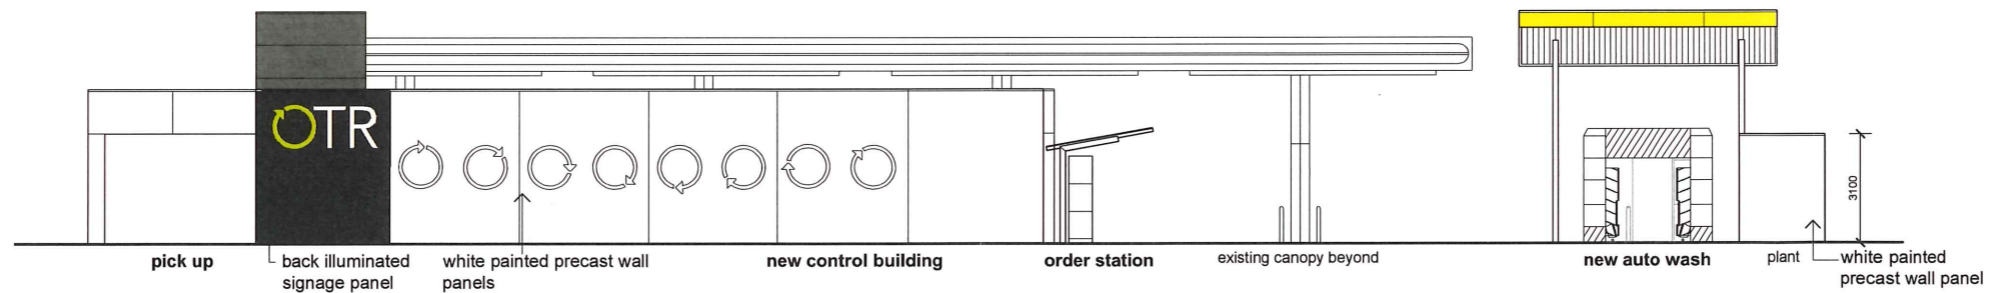 OTR
3100
pick up
back illuminated
signage panel
white painted precast wall
panels
new control building
order station
existing canopy beyond
new auto wash
plant
white painted
precast wall panel